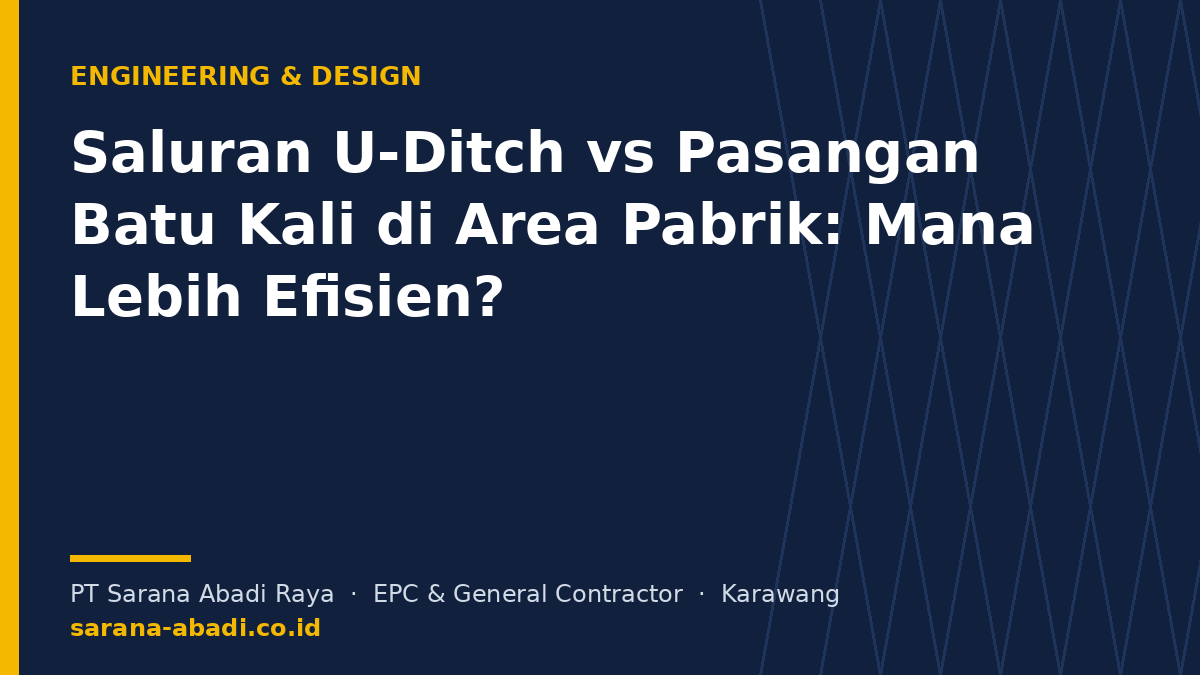 ENGINEERING & DESIGN
Saluran U-Ditch vs Pasangan
Batu Kali di Area Pabrik: Mana
Lebih Efisien?
PT Sarana Abadi Raya · EPC & General Contractor · Karawang
sarana-abadi.co.id